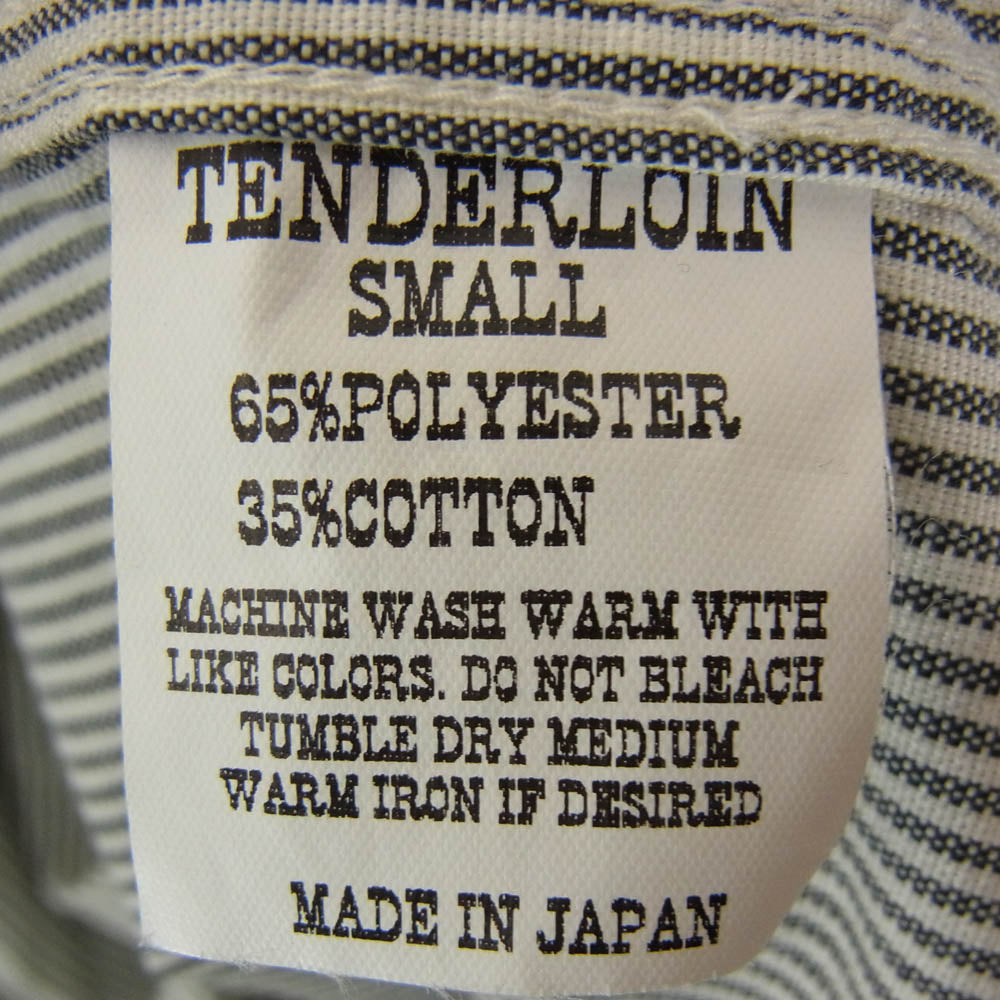 TENDERLOIN
SMALL
65%POLYESTER
35%COTTON
MACHINE WASH WARM WITH
LIKE COLORS. DO NOT BLEACH
TUMBLE DRY MEDIUM
WARM IRON IF DESIRED
MADE IN JAPAN